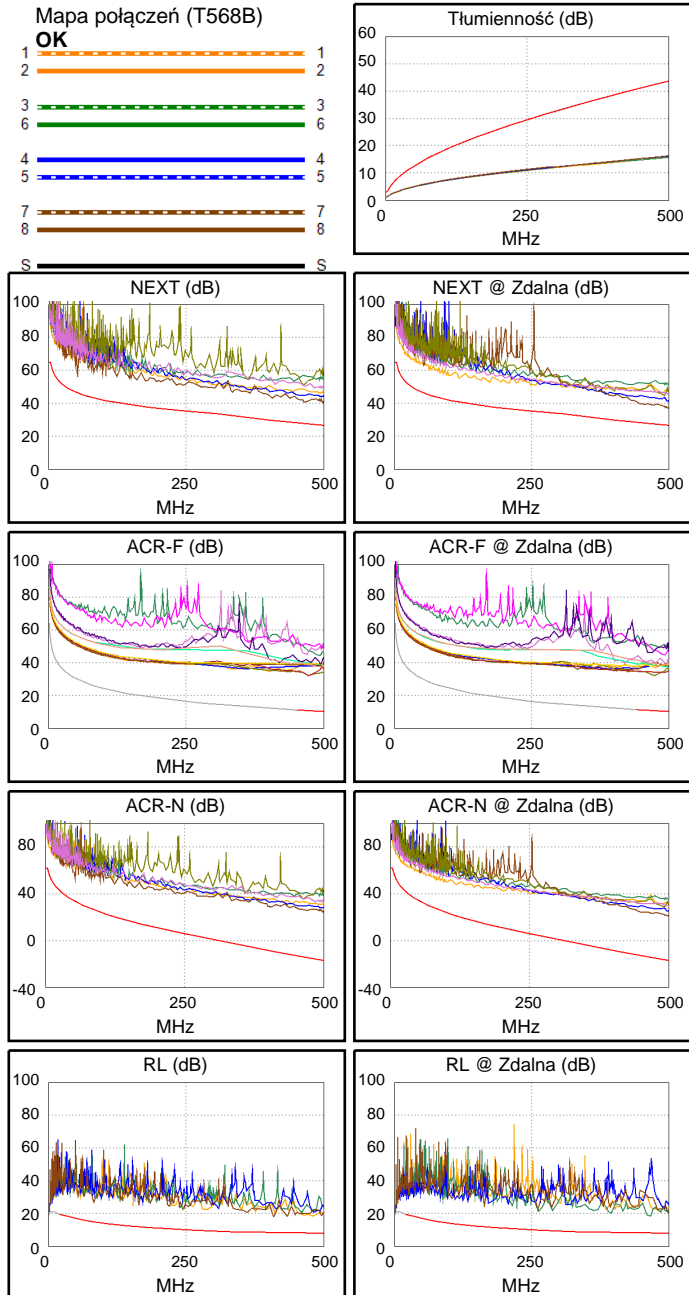 Mapa połączeń (T568B)
OK
1 1
2 2
3 3
6 6
4 4
5 5
7 7
8 8
S S
Tłumienność (dB)
60
50
40
30
20
10
0
0 250 500
MHz
NEXT (dB)
100
80
60
40
20
0
0 250 500
MHz
NEXT @ Zdalna (dB)
100
80
60
40
20
0
0 250 500
MHz
ACR-F (dB)
100
80
60
40
20
0
0 250 500
MHz
ACR-F @ Zdalna (dB)
100
80
60
40
20
0
0 250 500
MHz
ACR-N (dB)
80
40
0
-40
0 250 500
MHz
ACR-N @ Zdalna (dB)
80
40
0
-40
0 250 500
MHz
RL (dB)
100
80
60
40
20
0
0 250 500
MHz
RL @ Zdalna (dB)
100
80
60
40
20
0
0 250 500
MHz